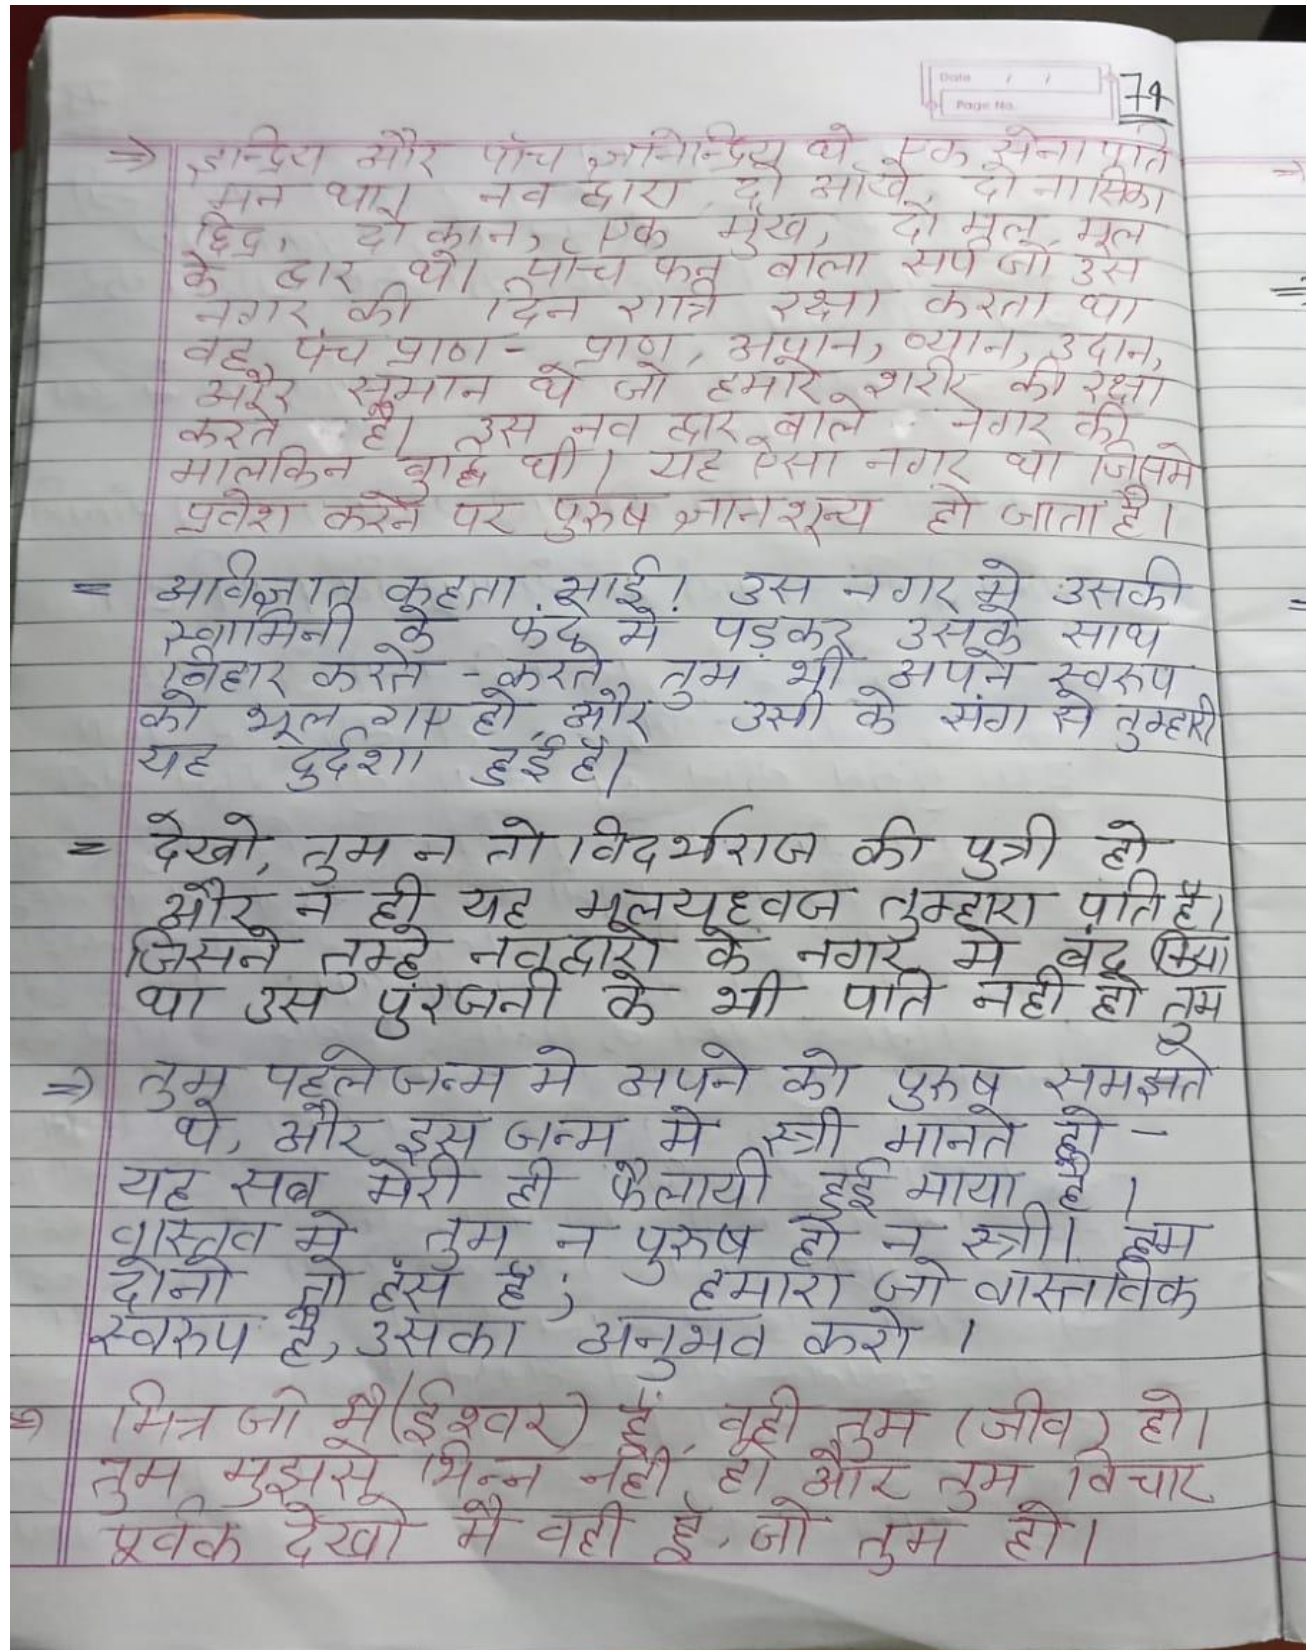 Date / /
Page No.
74
⇒ इन्द्रिय और पाँच ज्ञानेन्द्रिय थे, एक सेनापति
मन था। नव द्वारा दो आँखे, दो नासिका
छिद्र, दो कान, एक मुख, दो मुल, मूल
के द्वार थे। पाँच फन वाला सर्प जो उस
नगर की दिन रात्रि रक्षा करता था
वह पंच प्राण - प्राण, अपान, व्यान, उदान,
और समान थे जो हमारे शरीर की रक्षा
करते है। उस नव द्वार वाले नगर की
मालकिन बुद्धि थी। यह ऐसा नगर था जिसमे
प्रवेश करने पर पुरुष ज्ञानशून्य हो जाता है।
= अविज्ञात कहता भाई! उस नगर मे उसकी
स्वामिनी के फंद मे पड़कर उसके साथ
विहार करते - करते तुम भी अपने स्वरुप
को भूल गए हो, और उसी के संग से तुम्हारी
यह दुर्दशा हुई है।
= देखो, तुम न तो विदर्भराज की पुत्री हो
और न ही यह मूलयहवज तुम्हारा पति है।
जिसने तुम्हे नवद्वारो के नगर मे बंद किया
था उस पुंरजनी के भी पति नही हो तुम
⇒ तुम पहले जन्म मे अपने को पुरुष समझते
थे, और इस जन्म मे स्त्री मानते हो -
यह सब मेरी ही फैलायी हुई माया है।
वास्तव मे तुम न पुरुष हो न स्त्री। हम
दोनो तो हंस है; हमारा जो वास्तविक
स्वरुप है, उसका अनुभव करो।
⇒ मित्र जो मै (ईश्वर) हूँ, वही तुम (जीव) हो।
तुम मुझसे भिन्न नही हो और तुम विचार
पूर्वक देखो मै वही हूँ, जो तुम हो।